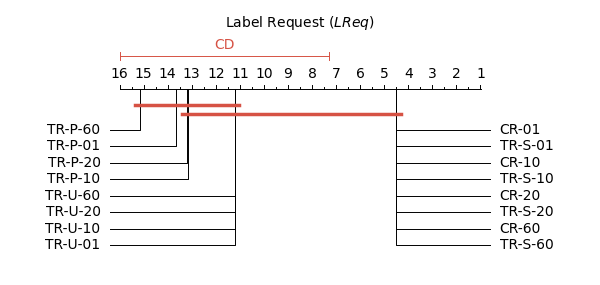 Label Request (LReq)
CD
16 15 14 13 12 11 10 9 8 7 6 5 4 3 2 1
TR-P-60 CR-01
TR-P-01 TR-S-01
TR-P-20 CR-10
TR-P-10 TR-S-10
TR-U-60 CR-20
TR-U-20 TR-S-20
TR-U-10 CR-60
TR-U-01 TR-S-60